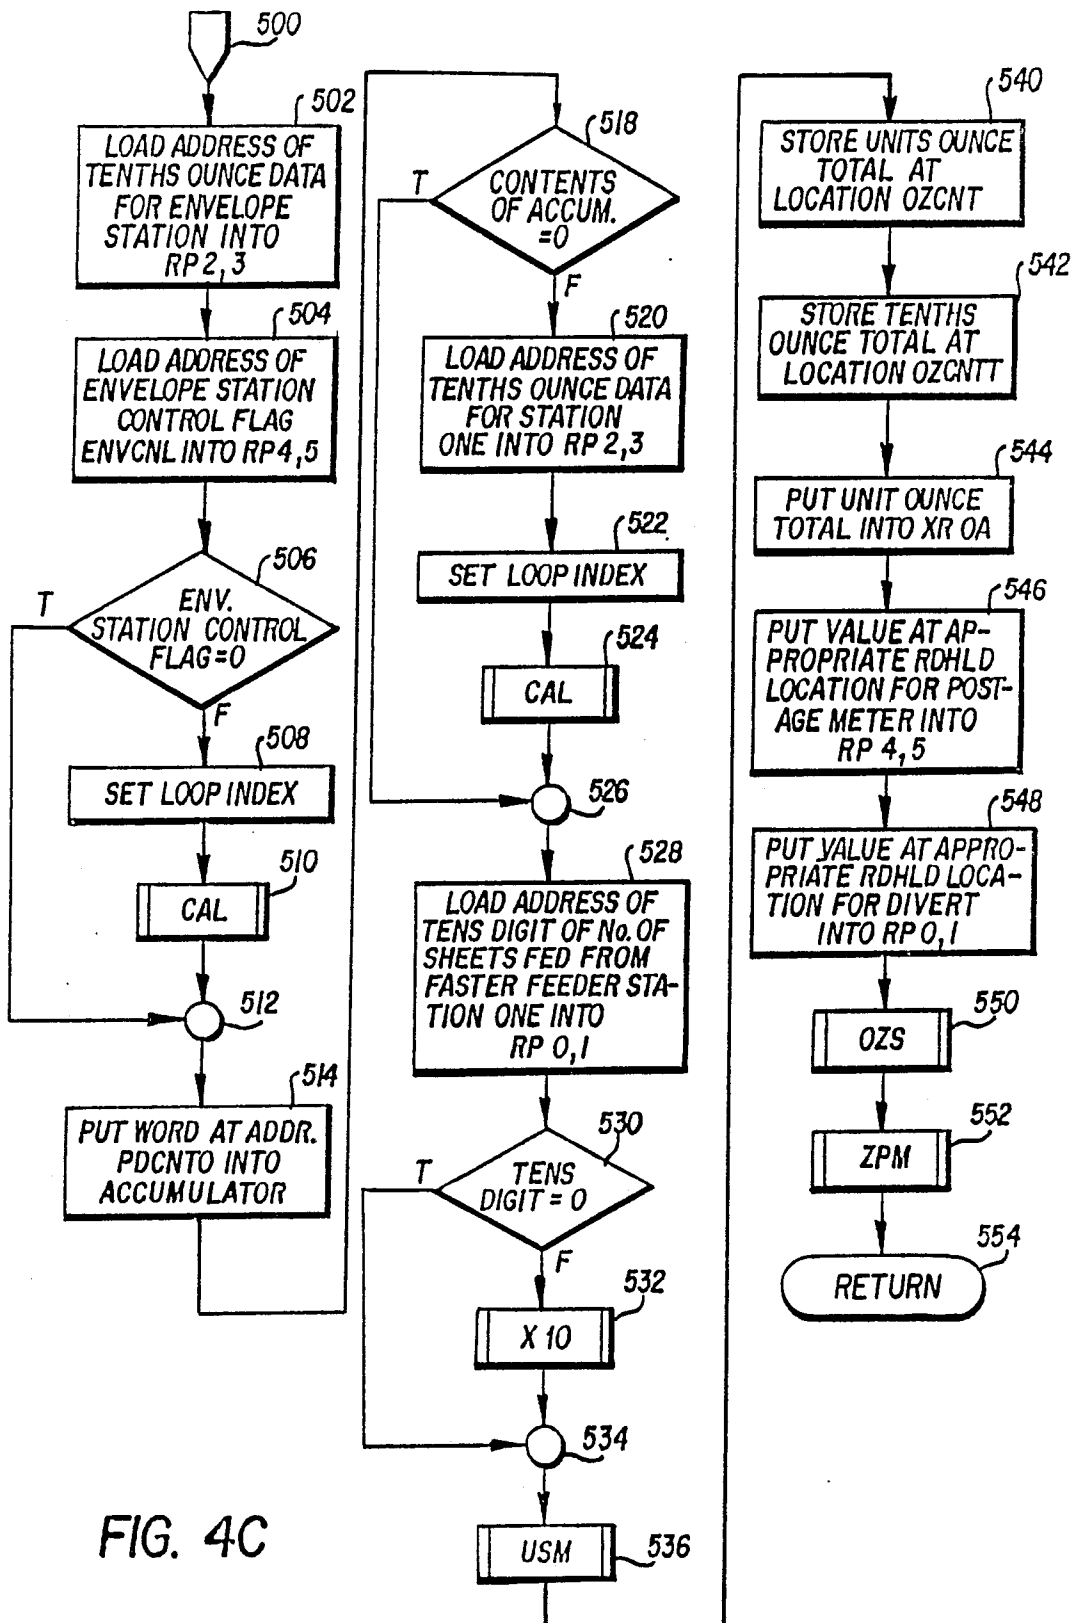 500
502
LOAD ADDRESS OF
TENTHS OUNCE DATA
FOR ENVELOPE
STATION INTO
RP 2,3
504
LOAD ADDRESS OF
ENVELOPE STATION
CONTROL FLAG
ENVCNL INTO RP4,5
506
T
ENV.
STATION CONTROL
FLAG=0
F
508
SET LOOP INDEX
510
CAL
512
514
PUT WORD AT ADDR.
PDCNTO INTO
ACCUMULATOR
518
T
CONTENTS
OF ACCUM.
=0
F
520
LOAD ADDRESS OF
TENTHS OUNCE DATA
FOR STATION
ONE INTO RP 2,3
522
SET LOOP INDEX
524
CAL
526
528
LOAD ADDRESS OF
TENS DIGIT OF No. OF
SHEETS FED FROM
FASTER FEEDER STA-
TION ONE INTO
RP 0,1
530
T
TENS
DIGIT = 0
F
532
X 10
534
USM
536
540
STORE UNITS OUNCE
TOTAL AT
LOCATION OZCNT
542
STORE TENTHS
OUNCE TOTAL AT
LOCATION OZCNTT
544
PUT UNIT OUNCE
TOTAL INTO XR OA
546
PUT VALUE AT AP-
PROPRIATE RDHLD
LOCATION FOR POST-
AGE METER INTO
RP 4,5
548
PUT VALUE AT APPRO-
PRIATE RDHLD LOCA-
TION FOR DIVERT
INTO RP 0,1
550
OZS
552
ZPM
554
RETURN
FIG. 4C